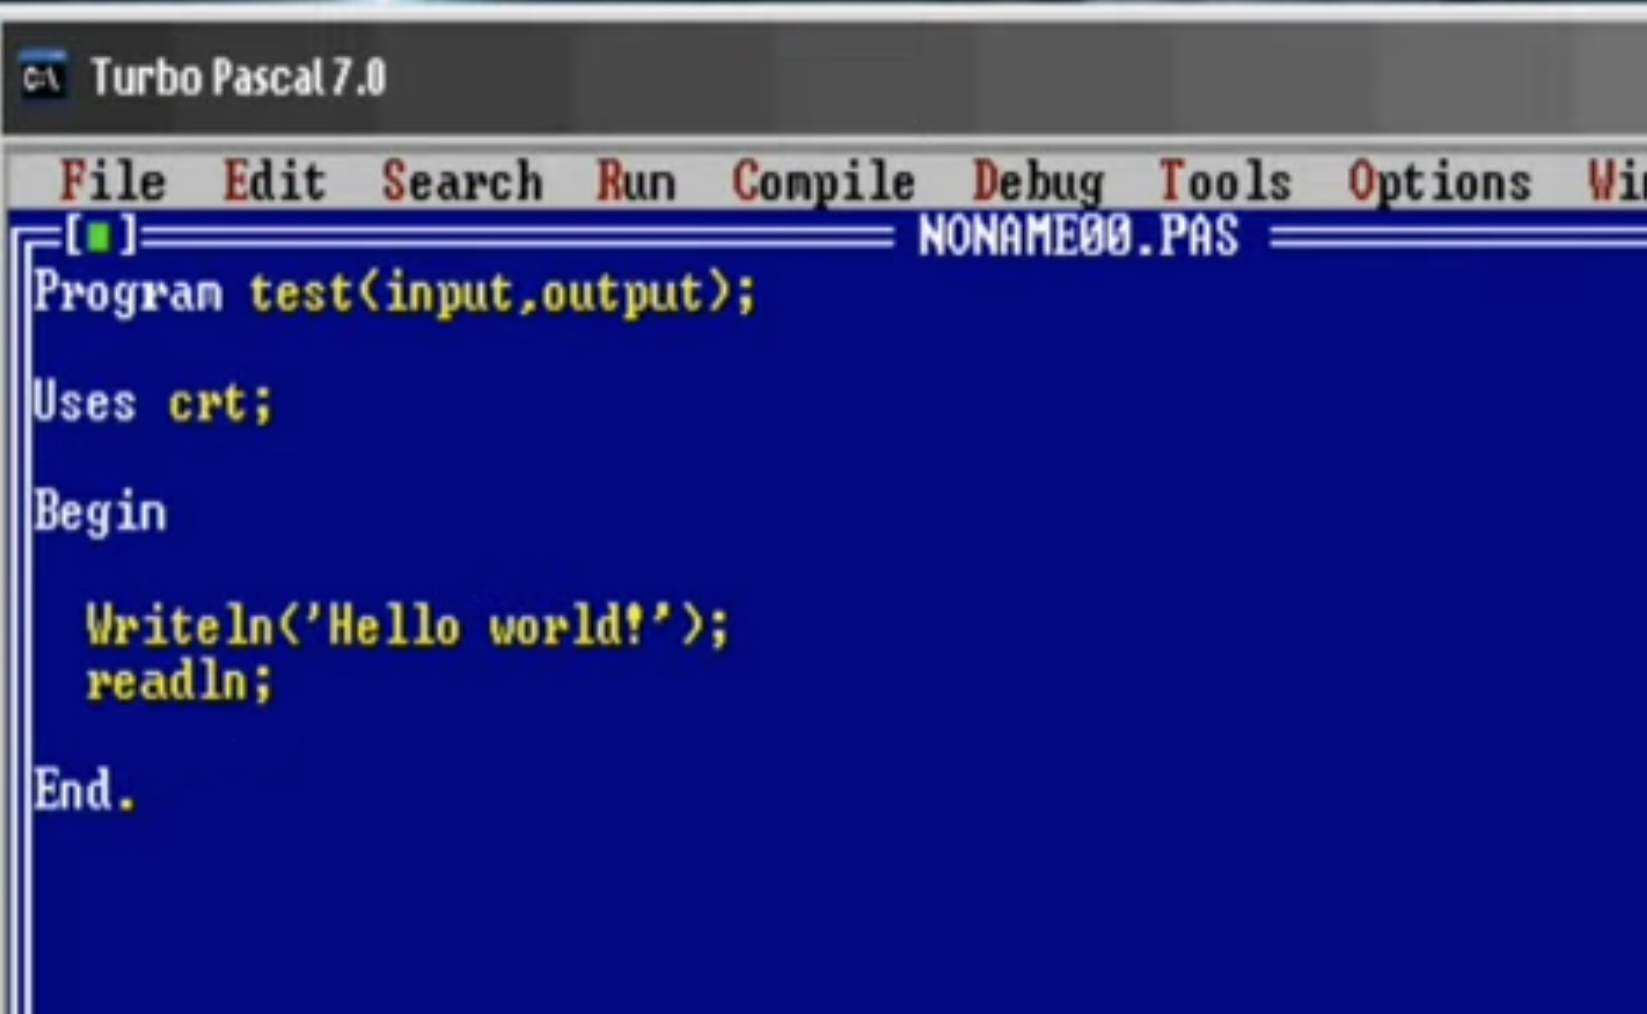 C:\ Turbo Pascal 7.0
File Edit Search Run Compile Debug Tools Options
[■] NONAME00.PAS
Program test(input,output);
Uses crt;
Begin
Writeln('Hello world!');
readln;
End.